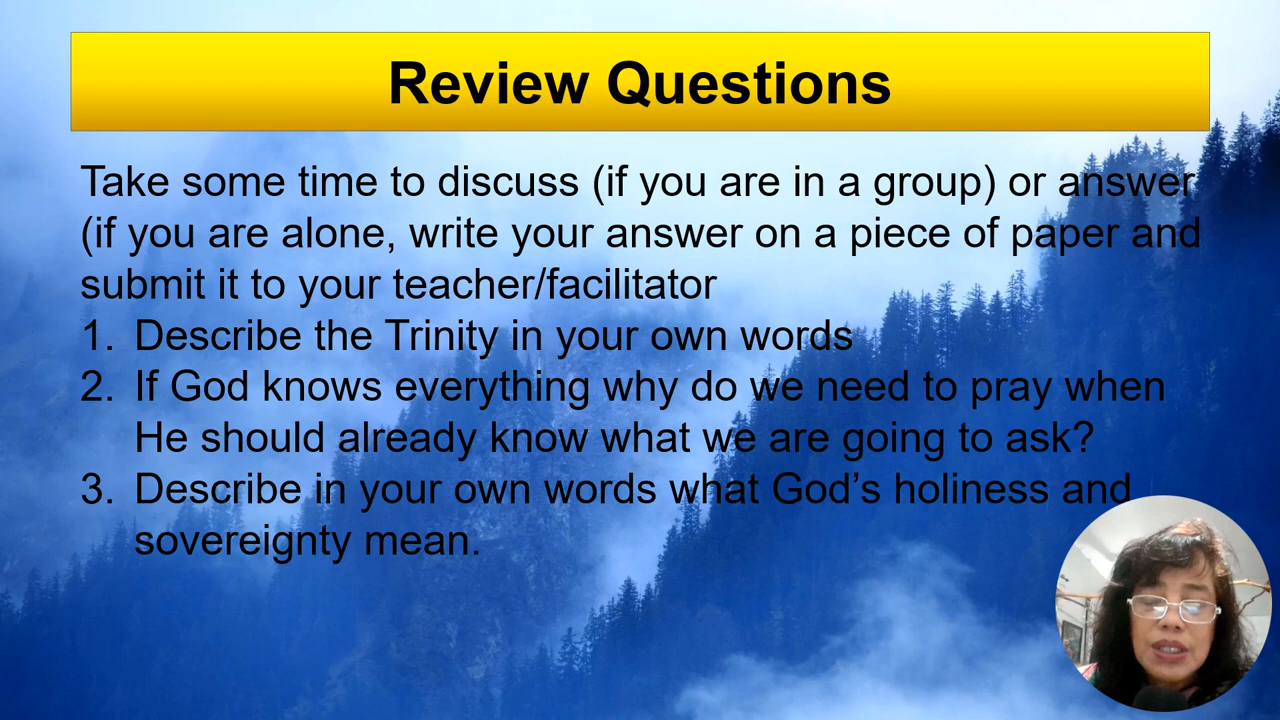 Review Questions
Take some time to discuss (if you are in a group) or answer
(if you are alone, write your answer on a piece of paper and
submit it to your teacher/facilitator
1. Describe the Trinity in your own words
2. If God knows everything why do we need to pray when
He should already know what we are going to ask?
3. Describe in your own words what God’s holiness and
sovereignty mean.